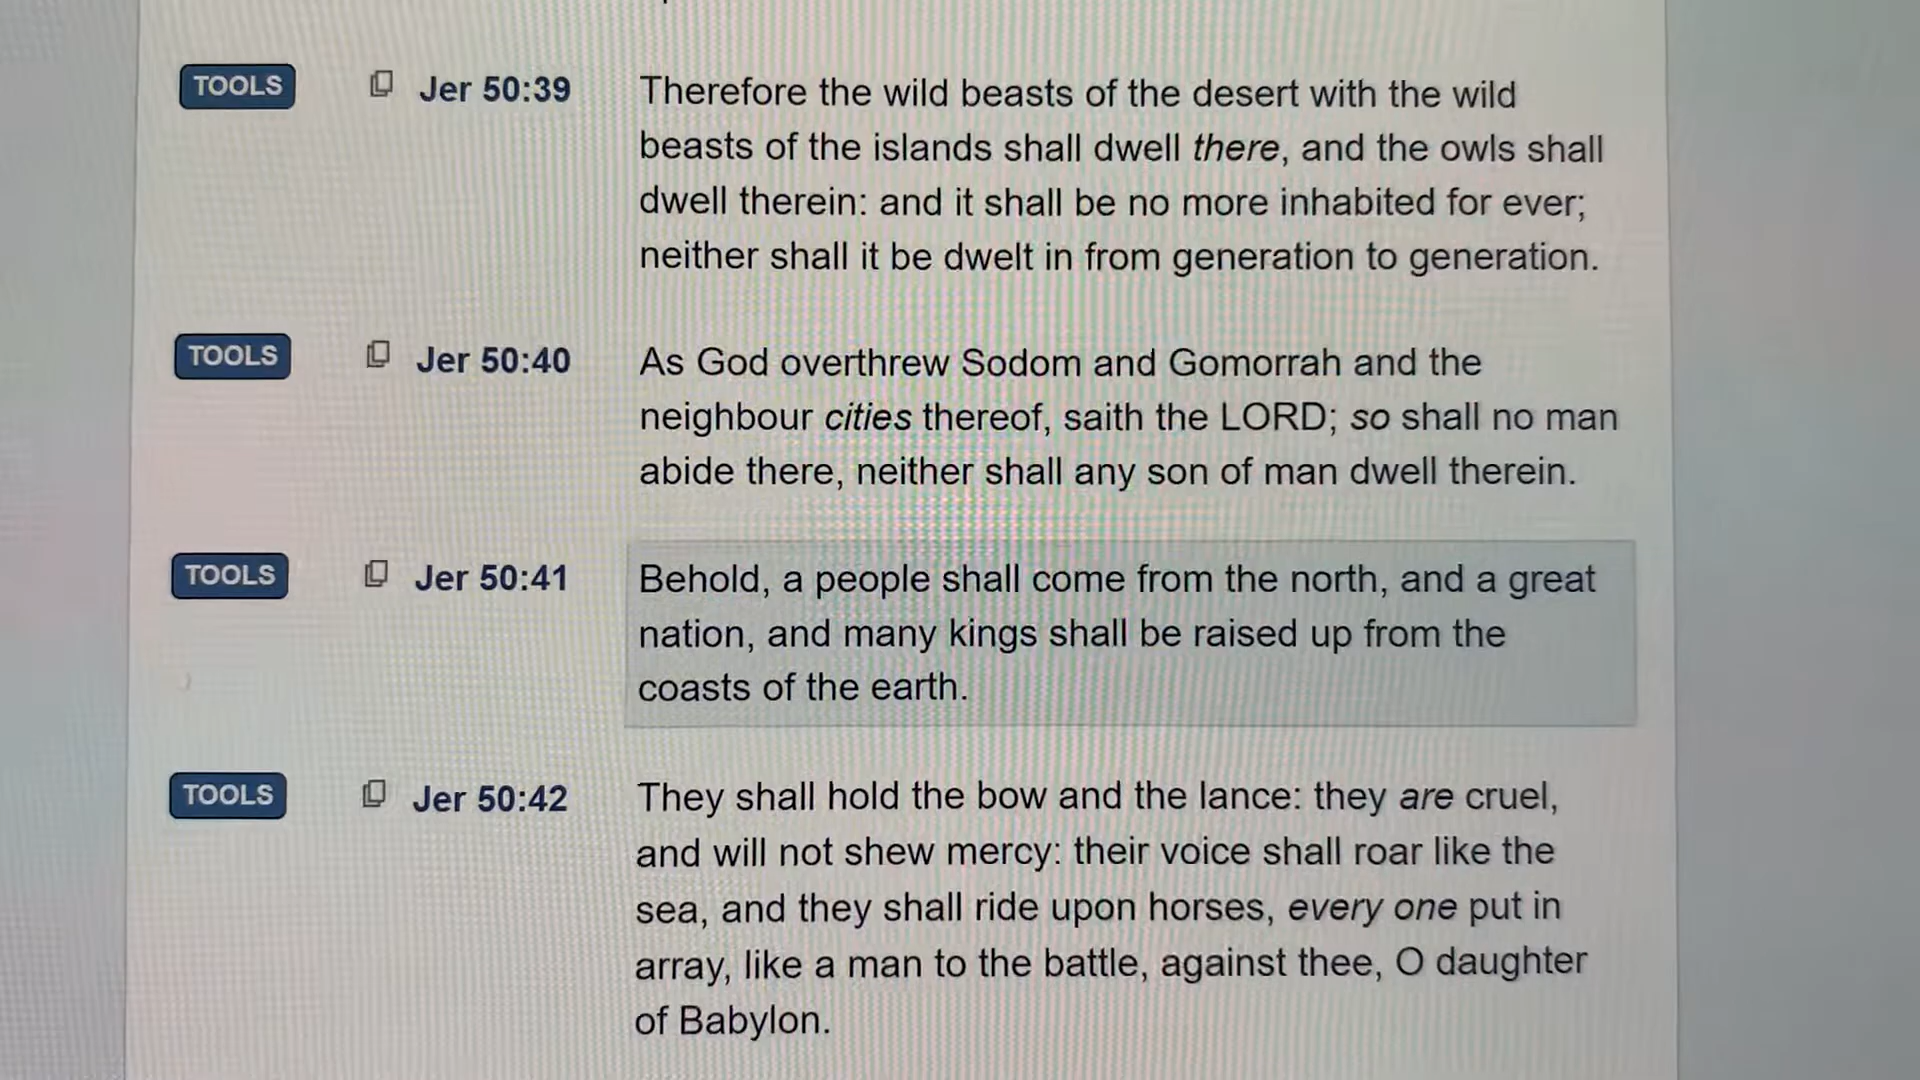 TOOLS Jer 50:39 Therefore the wild beasts of the desert with the wild
beasts of the islands shall dwell there, and the owls shall
dwell therein: and it shall be no more inhabited for ever;
neither shall it be dwelt in from generation to generation.
TOOLS Jer 50:40 As God overthrew Sodom and Gomorrah and the
neighbour cities thereof, saith the LORD; so shall no man
abide there, neither shall any son of man dwell therein.
TOOLS Jer 50:41 Behold, a people shall come from the north, and a great
nation, and many kings shall be raised up from the
coasts of the earth.
TOOLS Jer 50:42 They shall hold the bow and the lance: they are cruel,
and will not shew mercy: their voice shall roar like the
sea, and they shall ride upon horses, every one put in
array, like a man to the battle, against thee, O daughter
of Babylon.